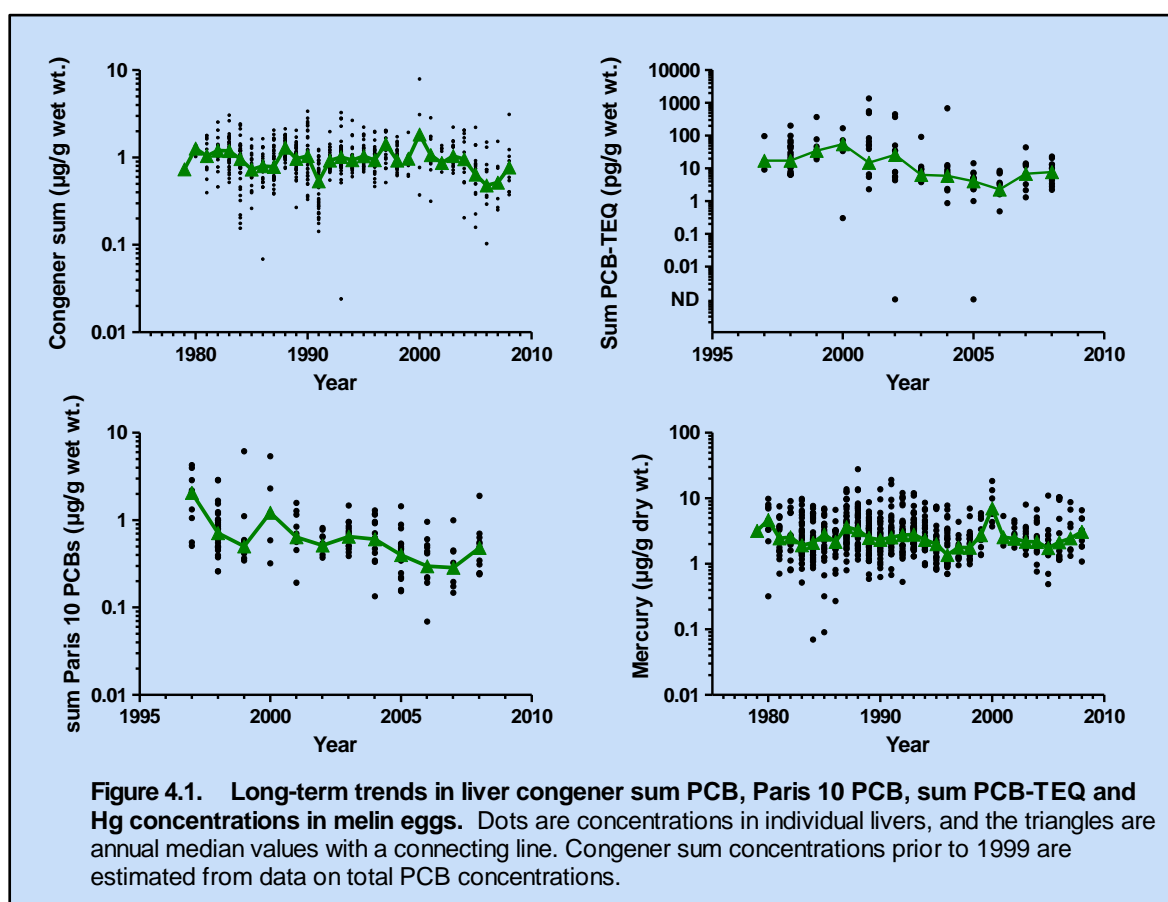 Congener sum (µg/g wet wt.)
10
1
0.1
0.01
1980
1990
2000
2010
Year
Sum PCB-TEQ (pg/g wet wt.)
10000
1000
100
10
1
0.1
0.01
ND
1995
2000
2005
2010
Year
sum Paris 10 PCBs (µg/g wet wt.)
10
1
0.1
0.01
1995
2000
2005
2010
Year
Mercury (µg/g dry wt.)
100
10
1
0.1
0.01
1980
1990
2000
2010
Year
Figure 4.1. Long-term trends in liver congener sum PCB, Paris 10 PCB, sum PCB-TEQ and
Hg concentrations in melin eggs. Dots are concentrations in individual livers, and the triangles are
annual median values with a connecting line. Congener sum concentrations prior to 1999 are
estimated from data on total PCB concentrations.